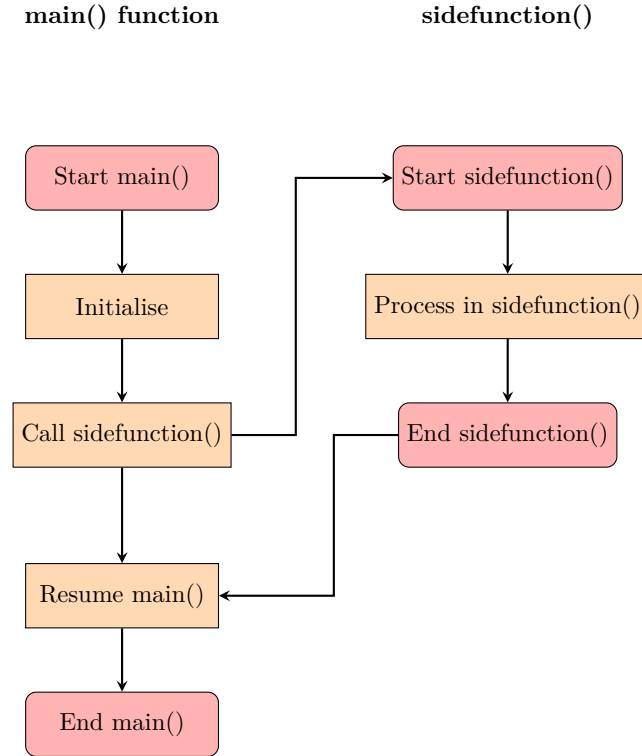 main() function
sidefunction()
Start main()
Start sidefunction()
Initialise
Process in sidefunction()
Call sidefunction()
End sidefunction()
Resume main()
End main()